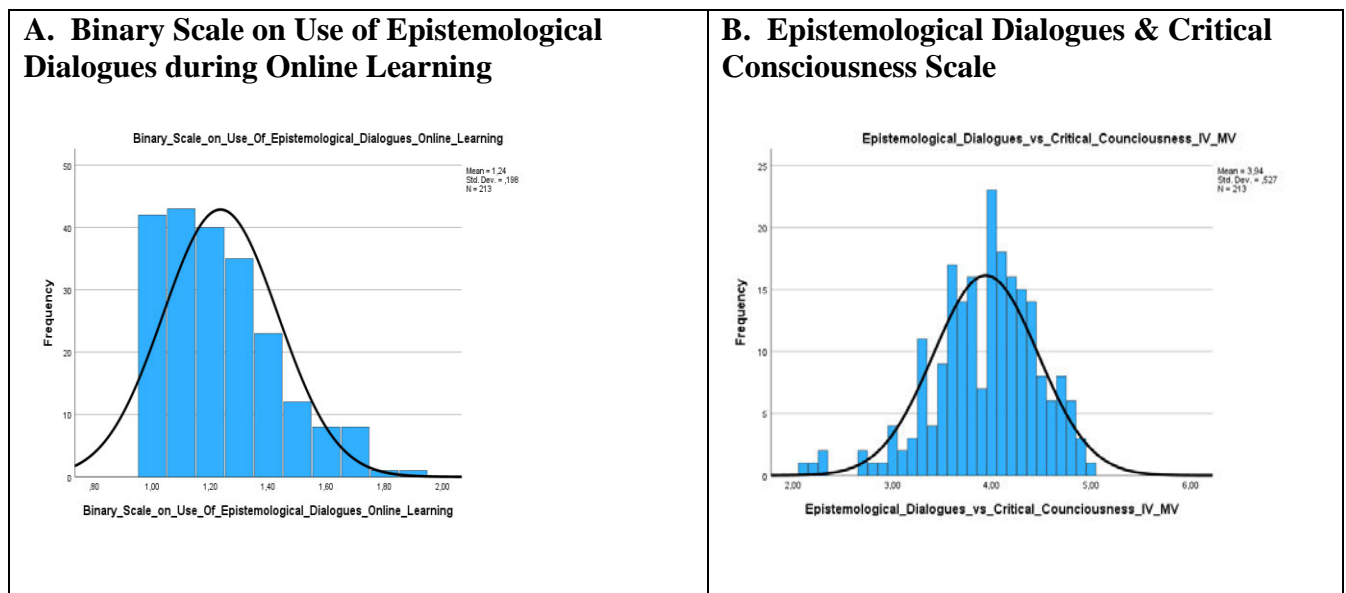 A. Binary Scale on Use of Epistemological
Dialogues during Online Learning
Binary_Scale_on_Use_Of_Epistemological_Dialogues_Online_Learning
Mean = 1,24
Std. Dev. = ,198
N = 213
50
40
30
20
10
0
Frequency
,80
1,00
1,20
1,40
1,60
1,80
2,00
Binary_Scale_on_Use_Of_Epistemological_Dialogues_Online_Learning
B. Epistemological Dialogues & Critical
Consciousness Scale
Epistemological_Dialogues_vs_Critical_Counciousness_IV_MV
Mean = 3,94
Std. Dev. = ,527
N = 213
25
20
15
10
5
0
Frequency
2,00
3,00
4,00
5,00
6,00
Epistemological_Dialogues_vs_Critical_Counciousness_IV_MV